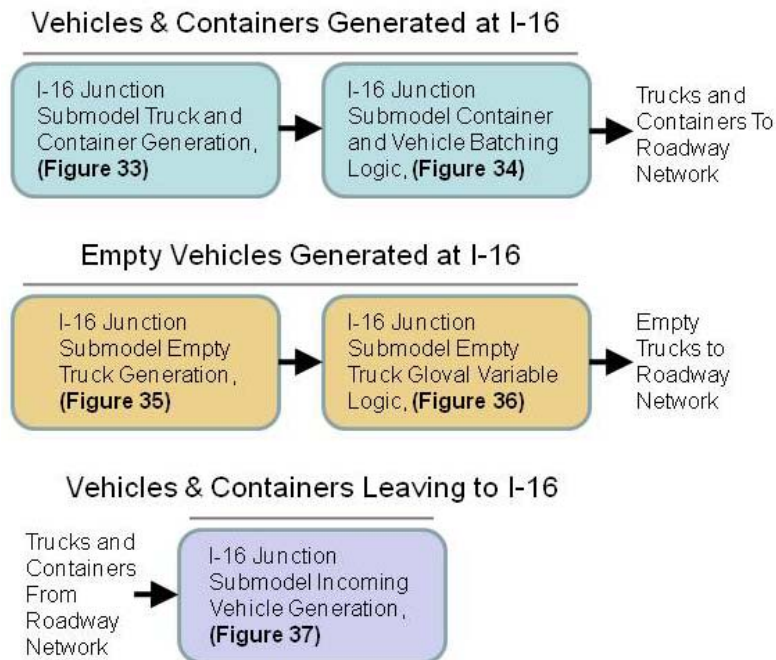 Vehicles & Containers Generated at I-16
I-16 Junction
Submodel Truck and
Container Generation,
(Figure 33)
I-16 Junction
Submodel Container
and Vehicle Batching
Logic, (Figure 34)
Trucks and
Containers To
Roadway
Network
Empty Vehicles Generated at I-16
I-16 Junction
Submodel Empty
Truck Generation,
(Figure 35)
I-16 Junction
Submodel Empty
Truck Gloval Variable
Logic, (Figure 36)
Empty
Trucks to
Roadway
Network
Vehicles & Containers Leaving to I-16
Trucks and
Containers
From
Roadway
Network
I-16 Junction
Submodel Incoming
Vehicle Generation,
(Figure 37)